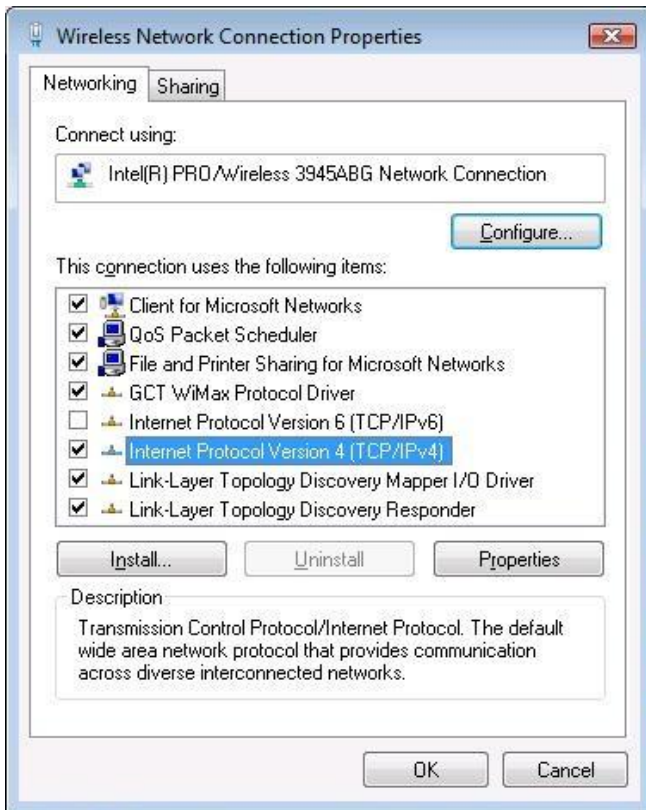 Wireless Network Connection Properties
Networking
Sharing
Connect using:
Intel(R) PRO/Wireless 3945ABG Network Connection
Configure...
This connection uses the following items:
Client for Microsoft Networks
QoS Packet Scheduler
File and Printer Sharing for Microsoft Networks
GCT WiMax Protocol Driver
Internet Protocol Version 6 (TCP/IPv6)
Internet Protocol Version 4 (TCP/IPv4)
Link-Layer Topology Discovery Mapper I/O Driver
Link-Layer Topology Discovery Responder
Install...
Uninstall
Properties
Description
Transmission Control Protocol/Internet Protocol. The default
wide area network protocol that provides communication
across diverse interconnected networks.
OK
Cancel